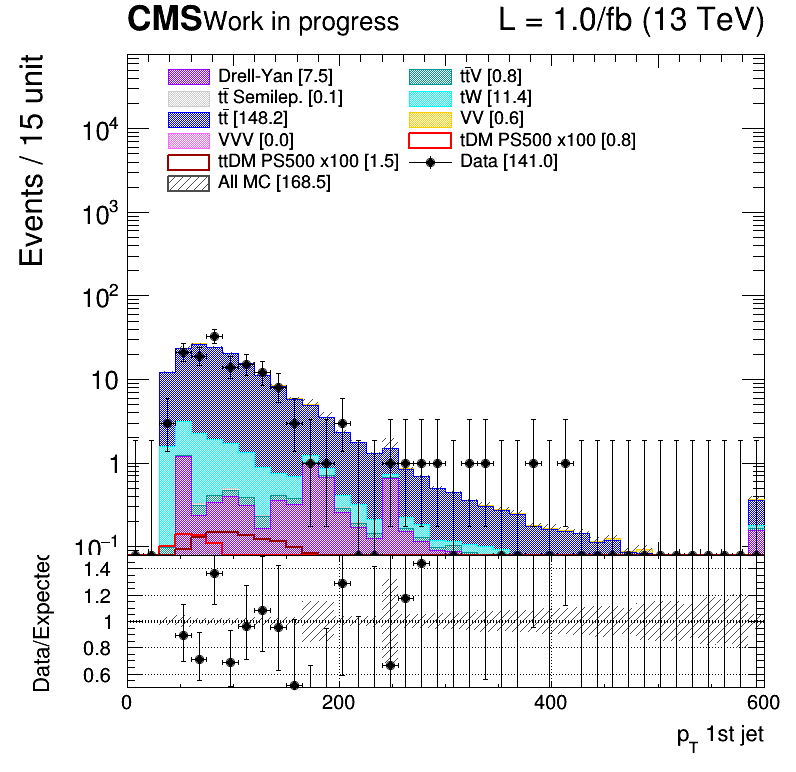 CMS Work in progress L = 1.0/fb (13 TeV)
Events / 15 unit
Drell-Yan [7.5] tt̄V [0.8]
tt̄ Semilep. [0.1] tW [11.4]
tt̄ [148.2] VV [0.6]
VVV [0.0] tDM PS500 x100 [0.8]
ttDM PS500 x100 [1.5] Data [141.0]
All MC [168.5]
10⁴
10³
10²
10
1
10⁻¹
Data/Expected
1.4
1.2
1
0.8
0.6
0 200 400 600
p_T 1st jet